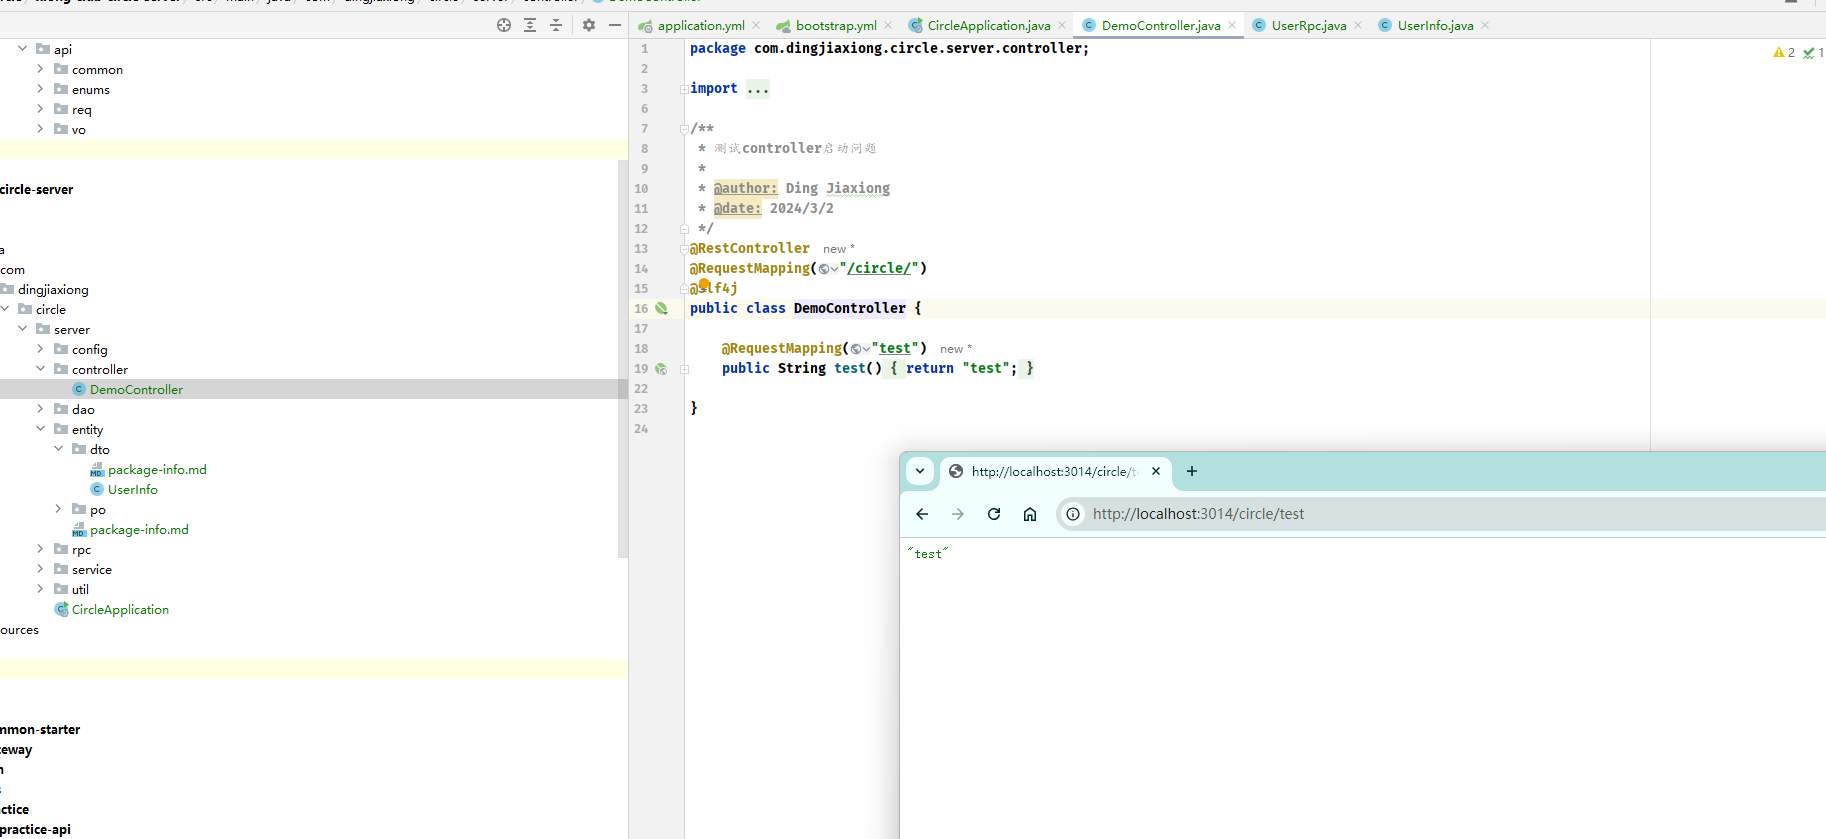 application.yml
bootstrap.yml
CircleApplication.java
DemoController.java
UserRpc.java
UserInfo.java
api
common
enums
req
vo
circle-server
a
com
dingjiaxiong
circle
server
config
controller
DemoController
dao
entity
dto
package-info.md
UserInfo
po
package-info.md
rpc
service
util
CircleApplication
ources
mmon-starter
teway
ctice
practice-api
1 package com.dingjiaxiong.circle.server.controller;
2
3 import ...
6
7 /**
8 * 测试controller启动问题
9 *
10 * @author: Ding Jiaxiong
11 * @date: 2024/3/2
12 */
13 @RestController new *
14 @RequestMapping("/circle/")
15 @Slf4j
16 public class DemoController {
17
18 @RequestMapping("test") new *
19 public String test() { return "test"; }
22
23 }
24
2 1
http://localhost:3014/circle/t
http://localhost:3014/circle/test
"test"